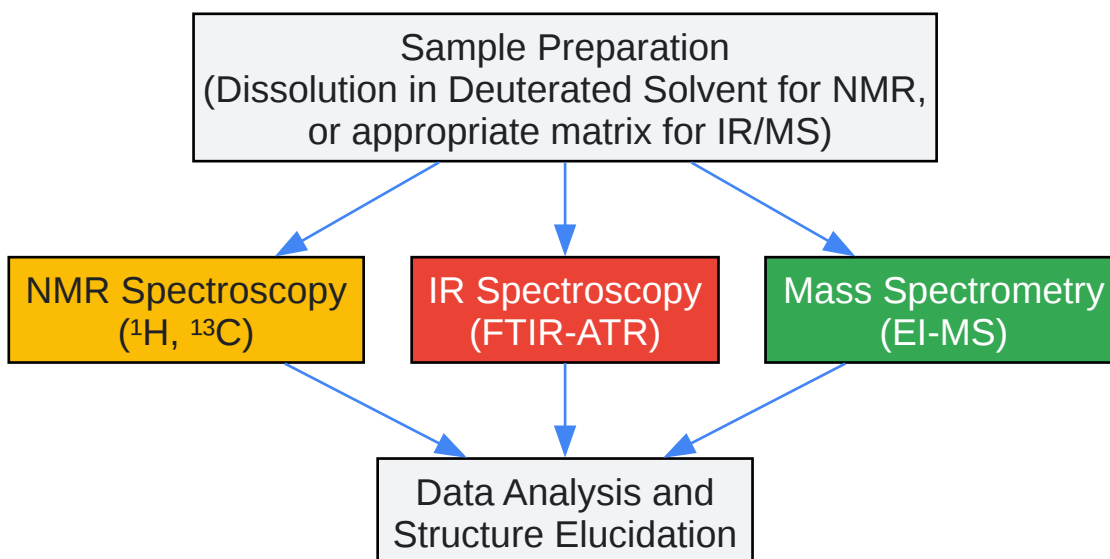 Sample Preparation
(Dissolution in Deuterated Solvent for NMR,
or appropriate matrix for IR/MS)
NMR Spectroscopy
(¹H, ¹³C)
IR Spectroscopy
(FTIR-ATR)
Mass Spectrometry
(EI-MS)
Data Analysis and
Structure Elucidation